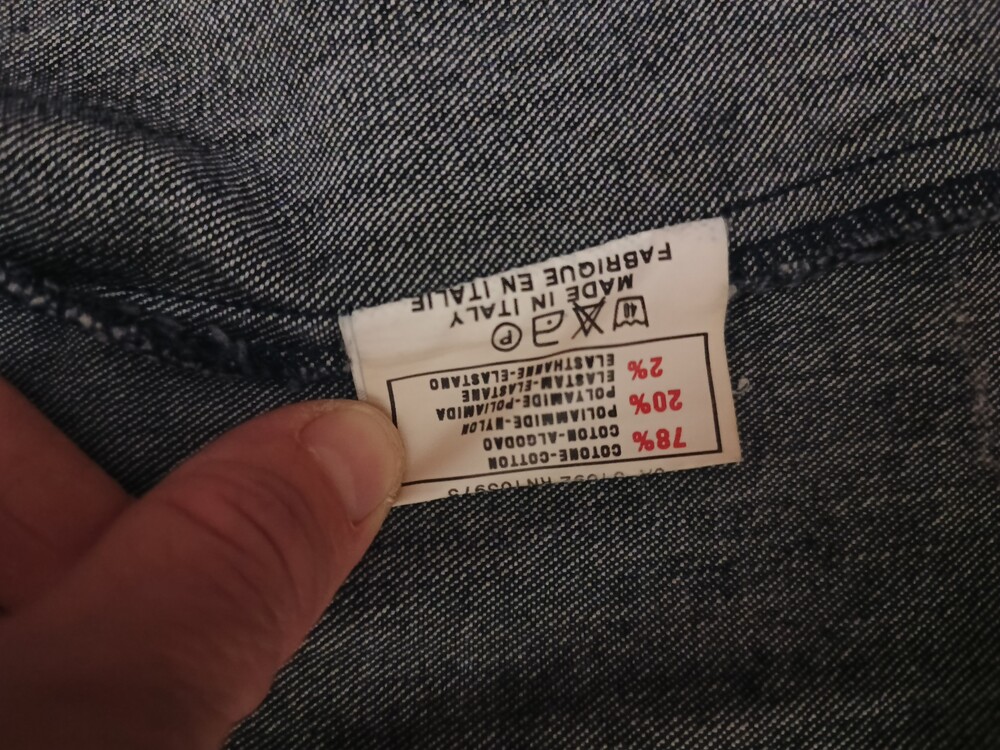 RN105975
78% COTONE-COTTON
COTON-ALGODAO
20% POLIAMMIDE-NYLON
POLYAMIDE-POLIAMIDA
2% ELASTAM-ELASTANE
ELASTHANNE-ELASTANO
40 P
MADE IN ITALY
FABRIQUE EN ITALIE